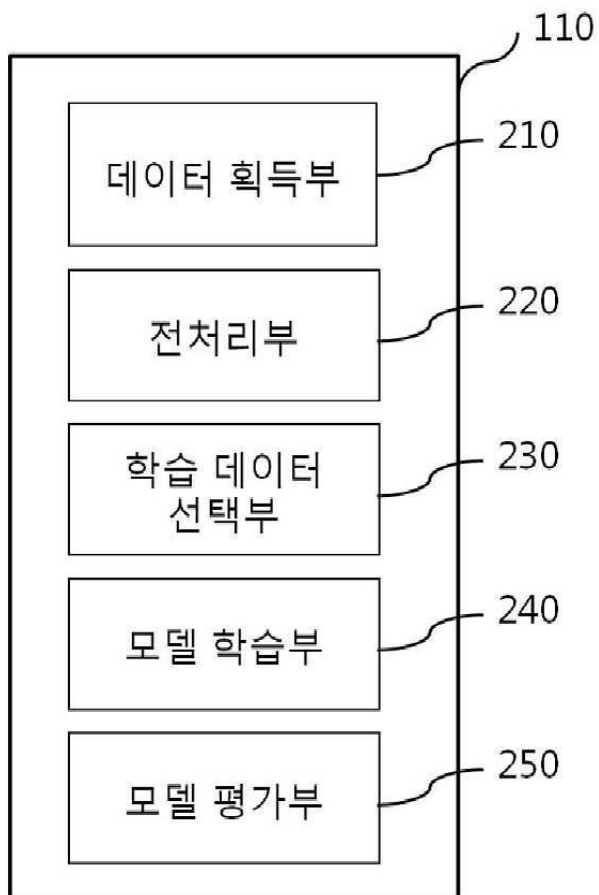 110
데이터 획득부
210
전처리부
220
학습 데이터
선택부
230
모델 학습부
240
모델 평가부
250